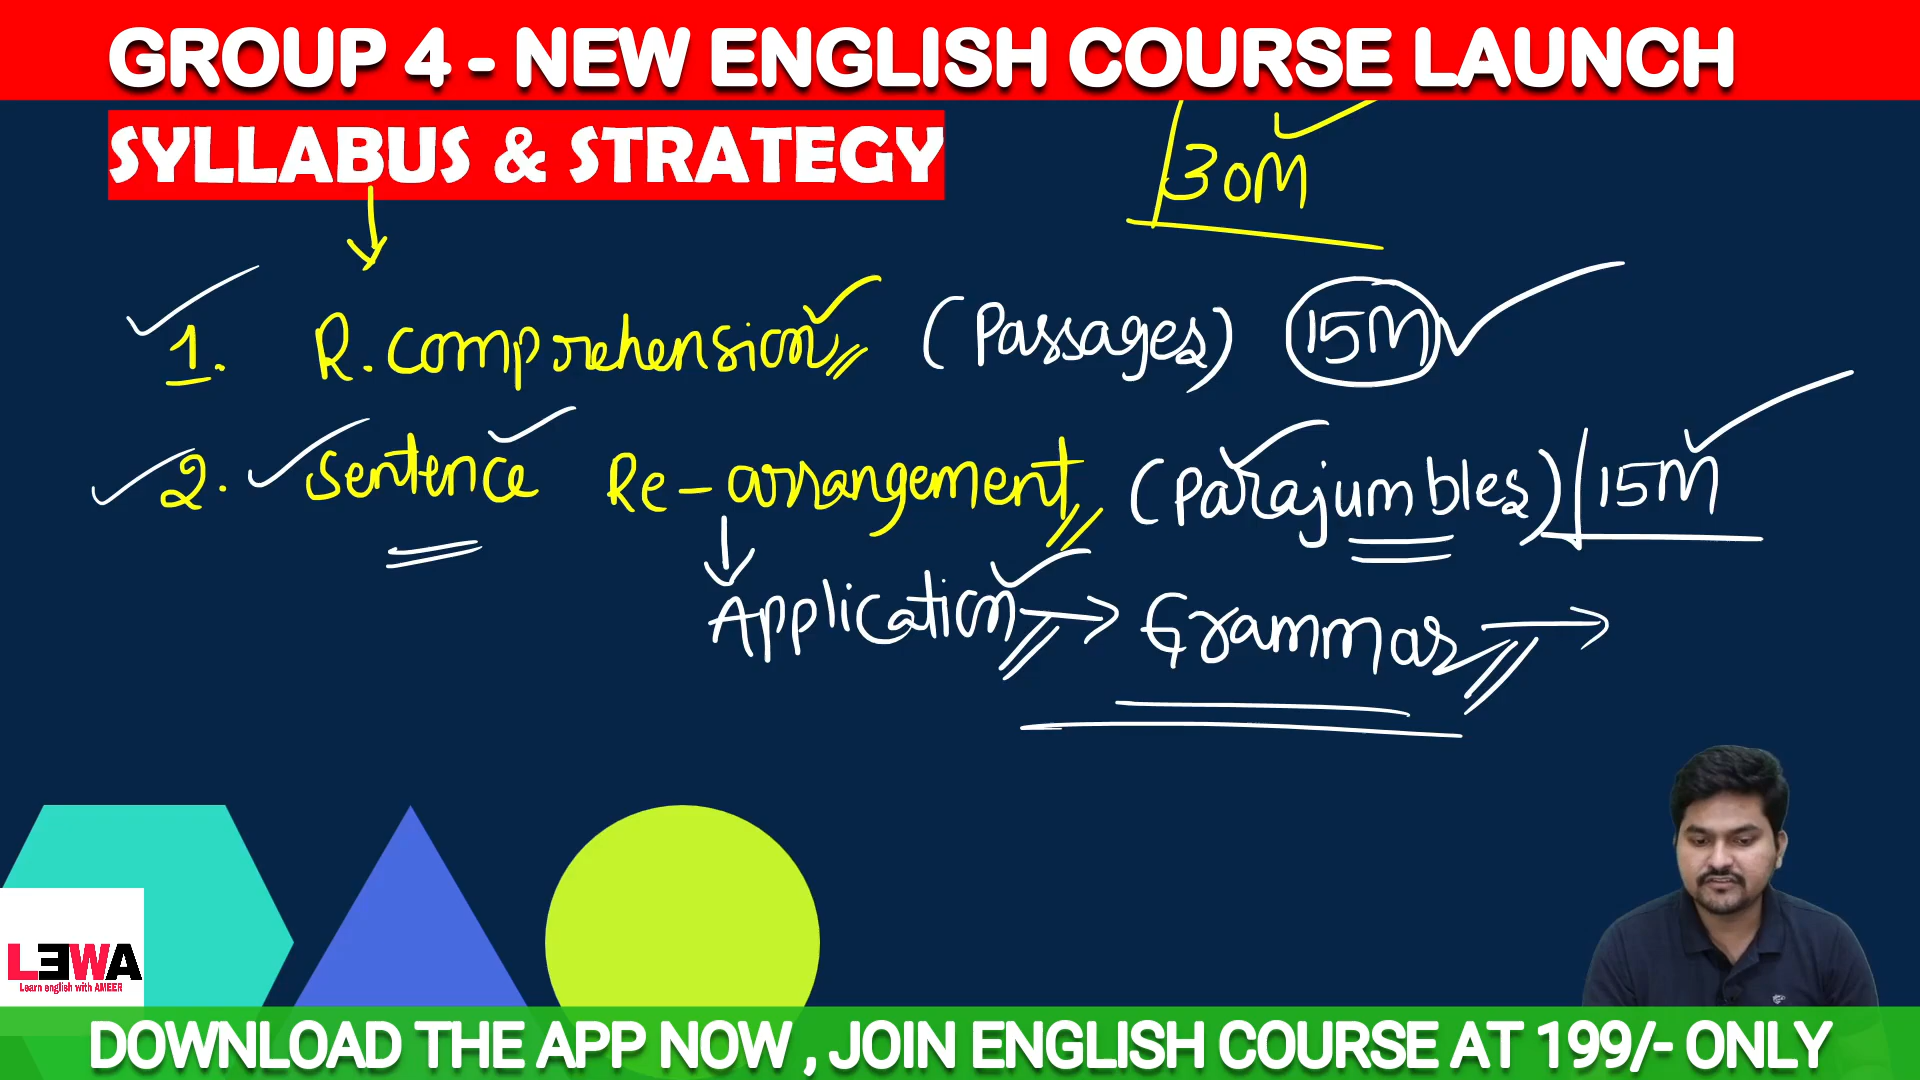 GROUP 4 - NEW ENGLISH COURSE LAUNCH
SYLLABUS & STRATEGY
30M
1. R. comprehension (Passages) 15M
2. Sentence Re-arrangement (Parajumbles) 15M
Application → Grammar →
LEWA
Learn english with AMEER
DOWNLOAD THE APP NOW , JOIN ENGLISH COURSE AT 199/- ONLY